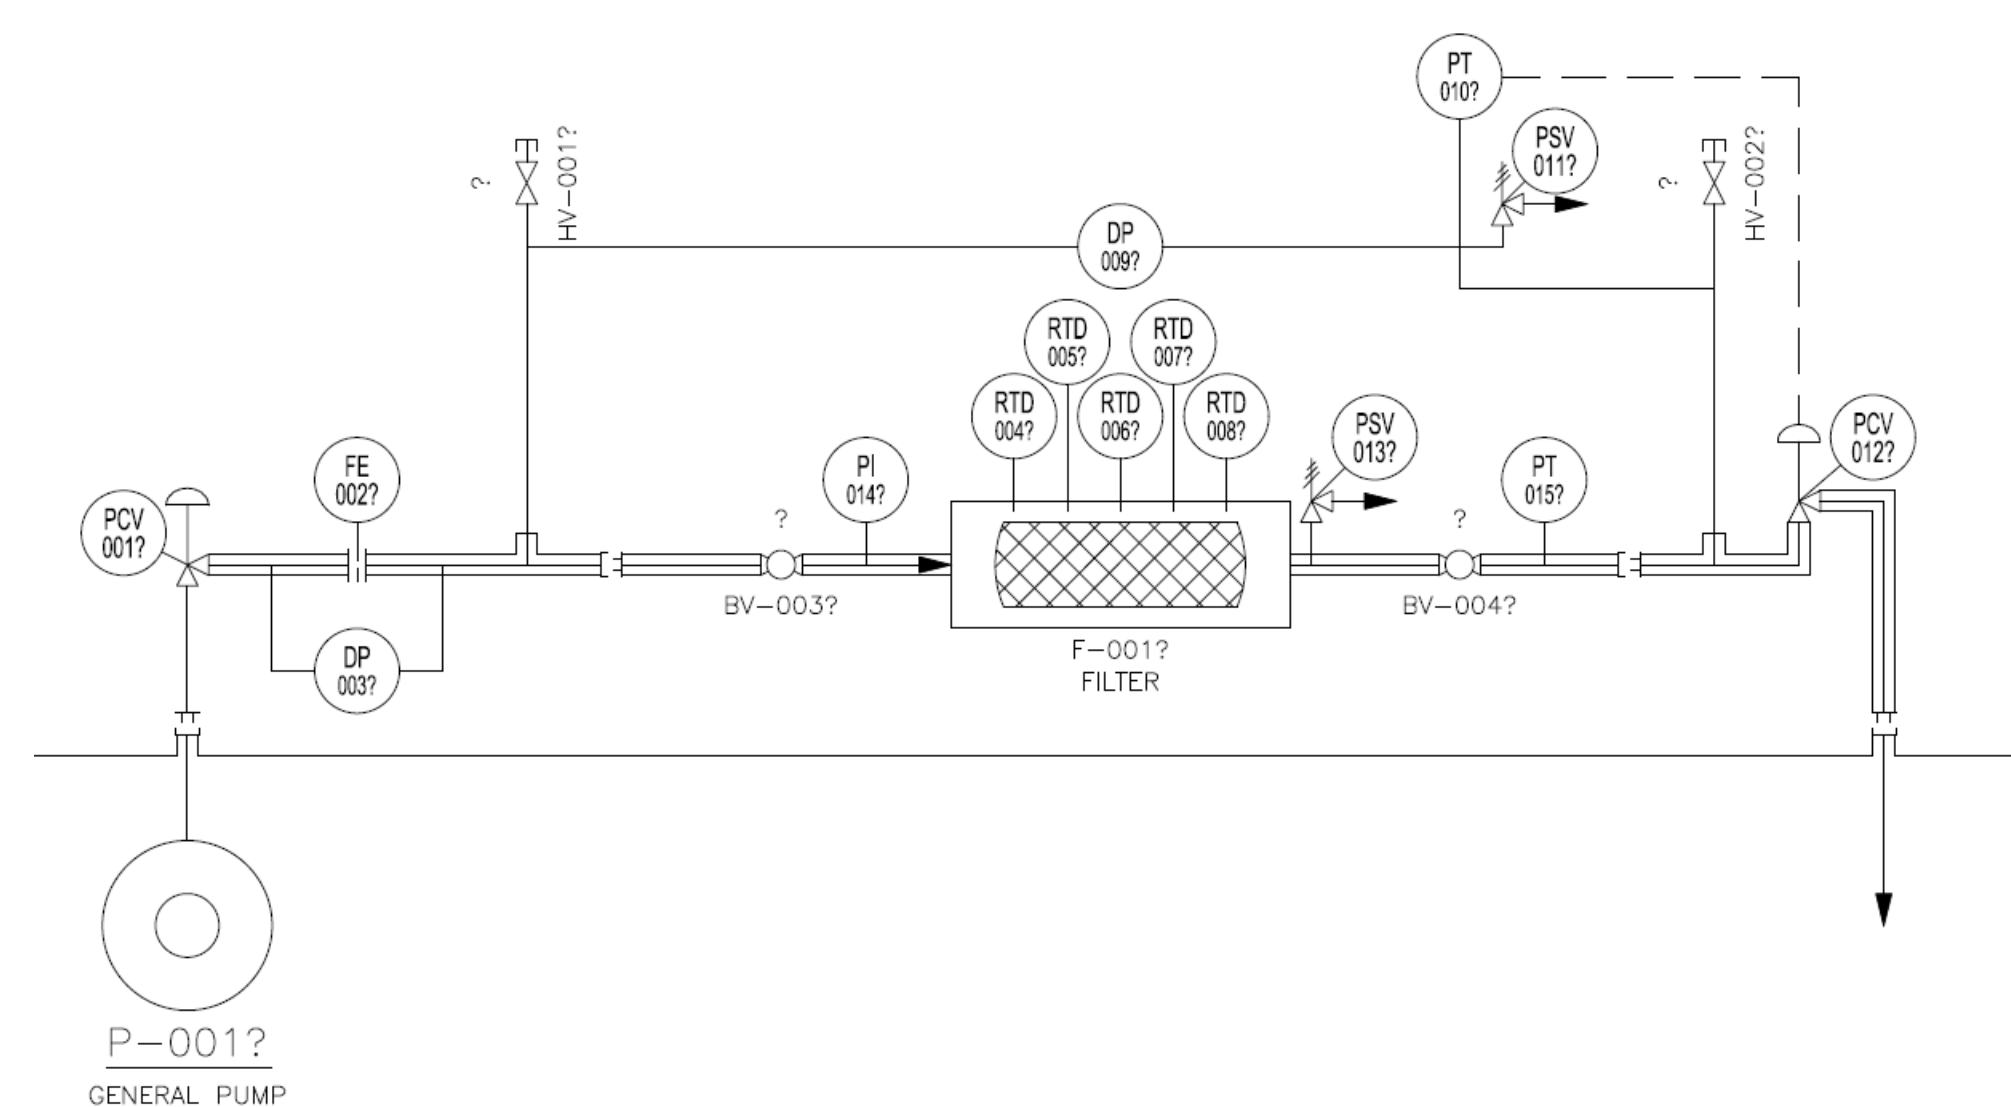 PT
010?
PSV
011?
?
HV-001?
?
HV-002?
DP
009?
RTD
005?
RTD
007?
RTD
004?
RTD
006?
RTD
008?
PSV
013?
PCV
012?
FE
002?
PI
014?
PT
015?
PCV
001?
?
?
BV-003?
BV-004?
F-001?
FILTER
DP
003?
P-001?
GENERAL PUMP